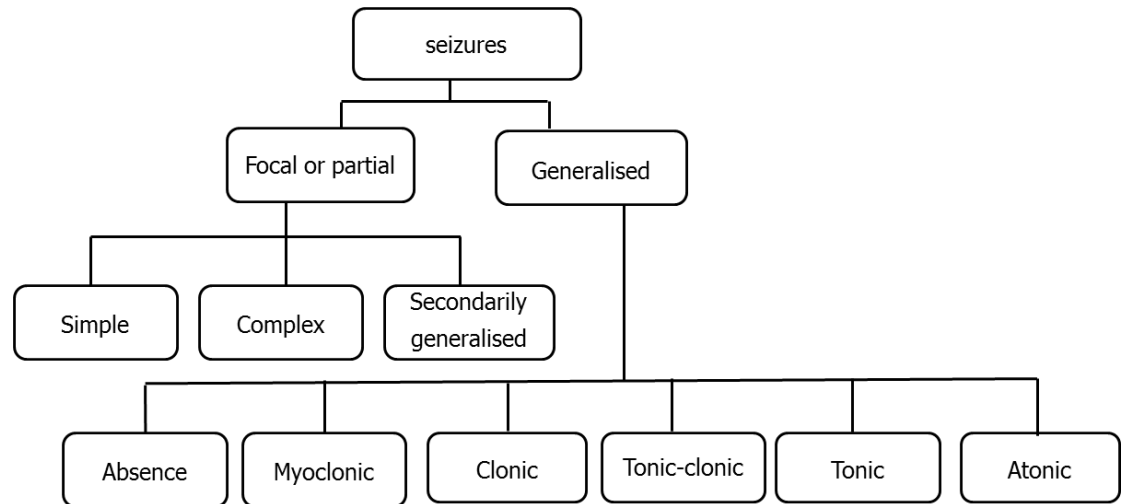 seizures
Focal or partial
Generalised
Simple
Complex
Secondarily
generalised
Absence
Myoclonic
Clonic
Tonic-clonic
Tonic
Atonic